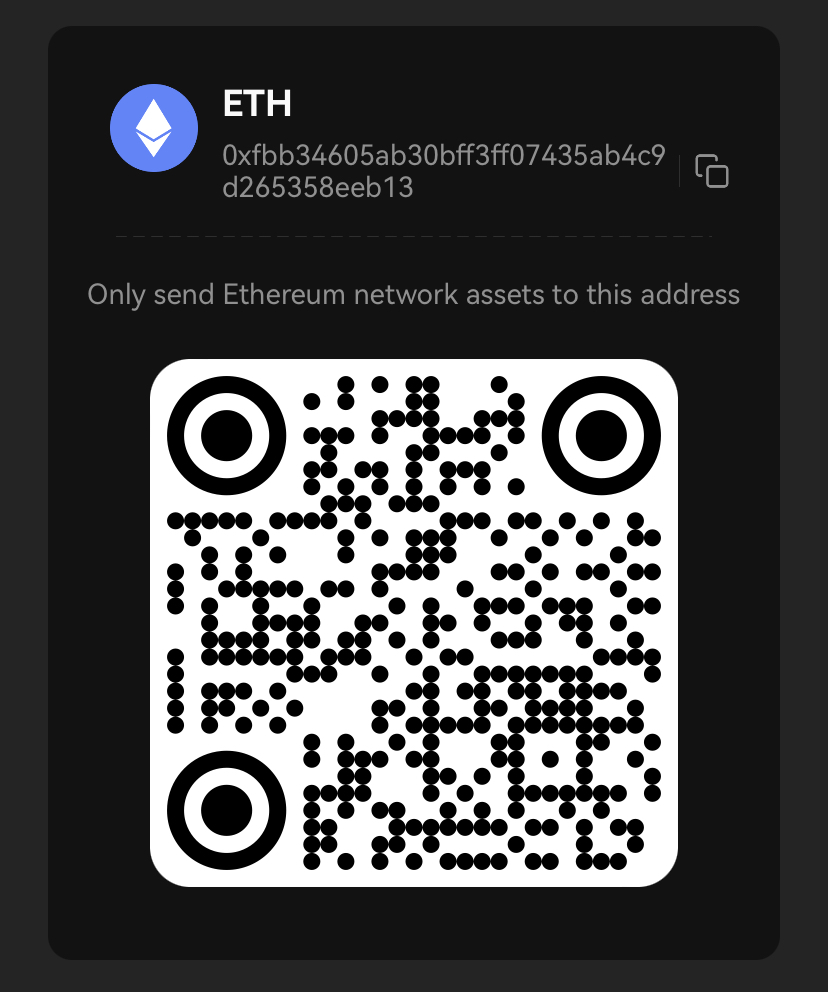 ETH
0xfbb34605ab30bff3ff07435ab4c9
d265358eeb13
Only send Ethereum network assets to this address